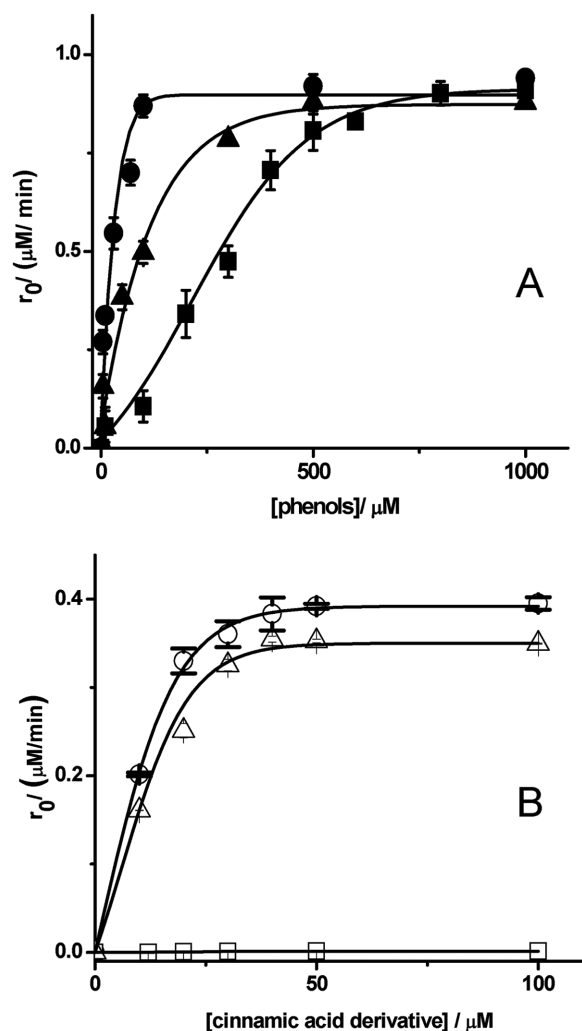 1.0
0.5
0.0
r0/ (μM/ min)
A
0
500
1000
[phenols]/ μM
0.4
0.2
0.0
r0/ (μM/min)
B
0
50
100
[cinnamic acid derivative] / μM